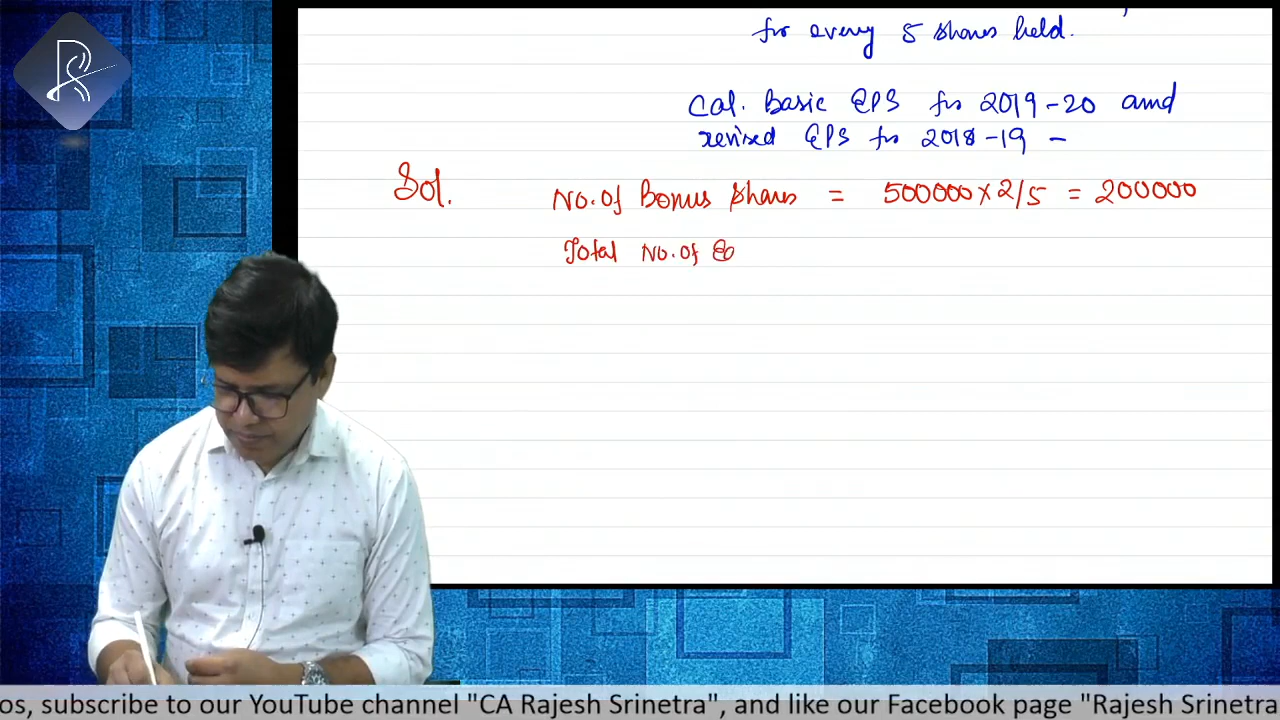 for every 5 shares held.
Cal. Basic EPS for 2019-20 and
revised EPS for 2018-19 -
Sol.
No. of Bonus shares = 500000 × 2/5 = 200000
Total No. of
os, subscribe to our YouTube channel "CA Rajesh Srinetra", and like our Facebook page "Rajesh Srinetra